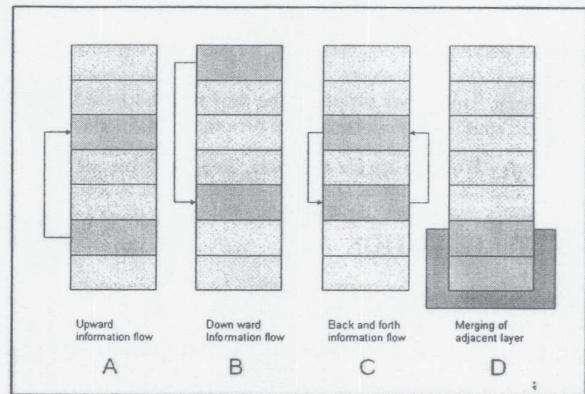 Upward
information flow
A
Down ward
Information flow
B
Back and forth
information flow
C
Merging of
adjacent layer
D